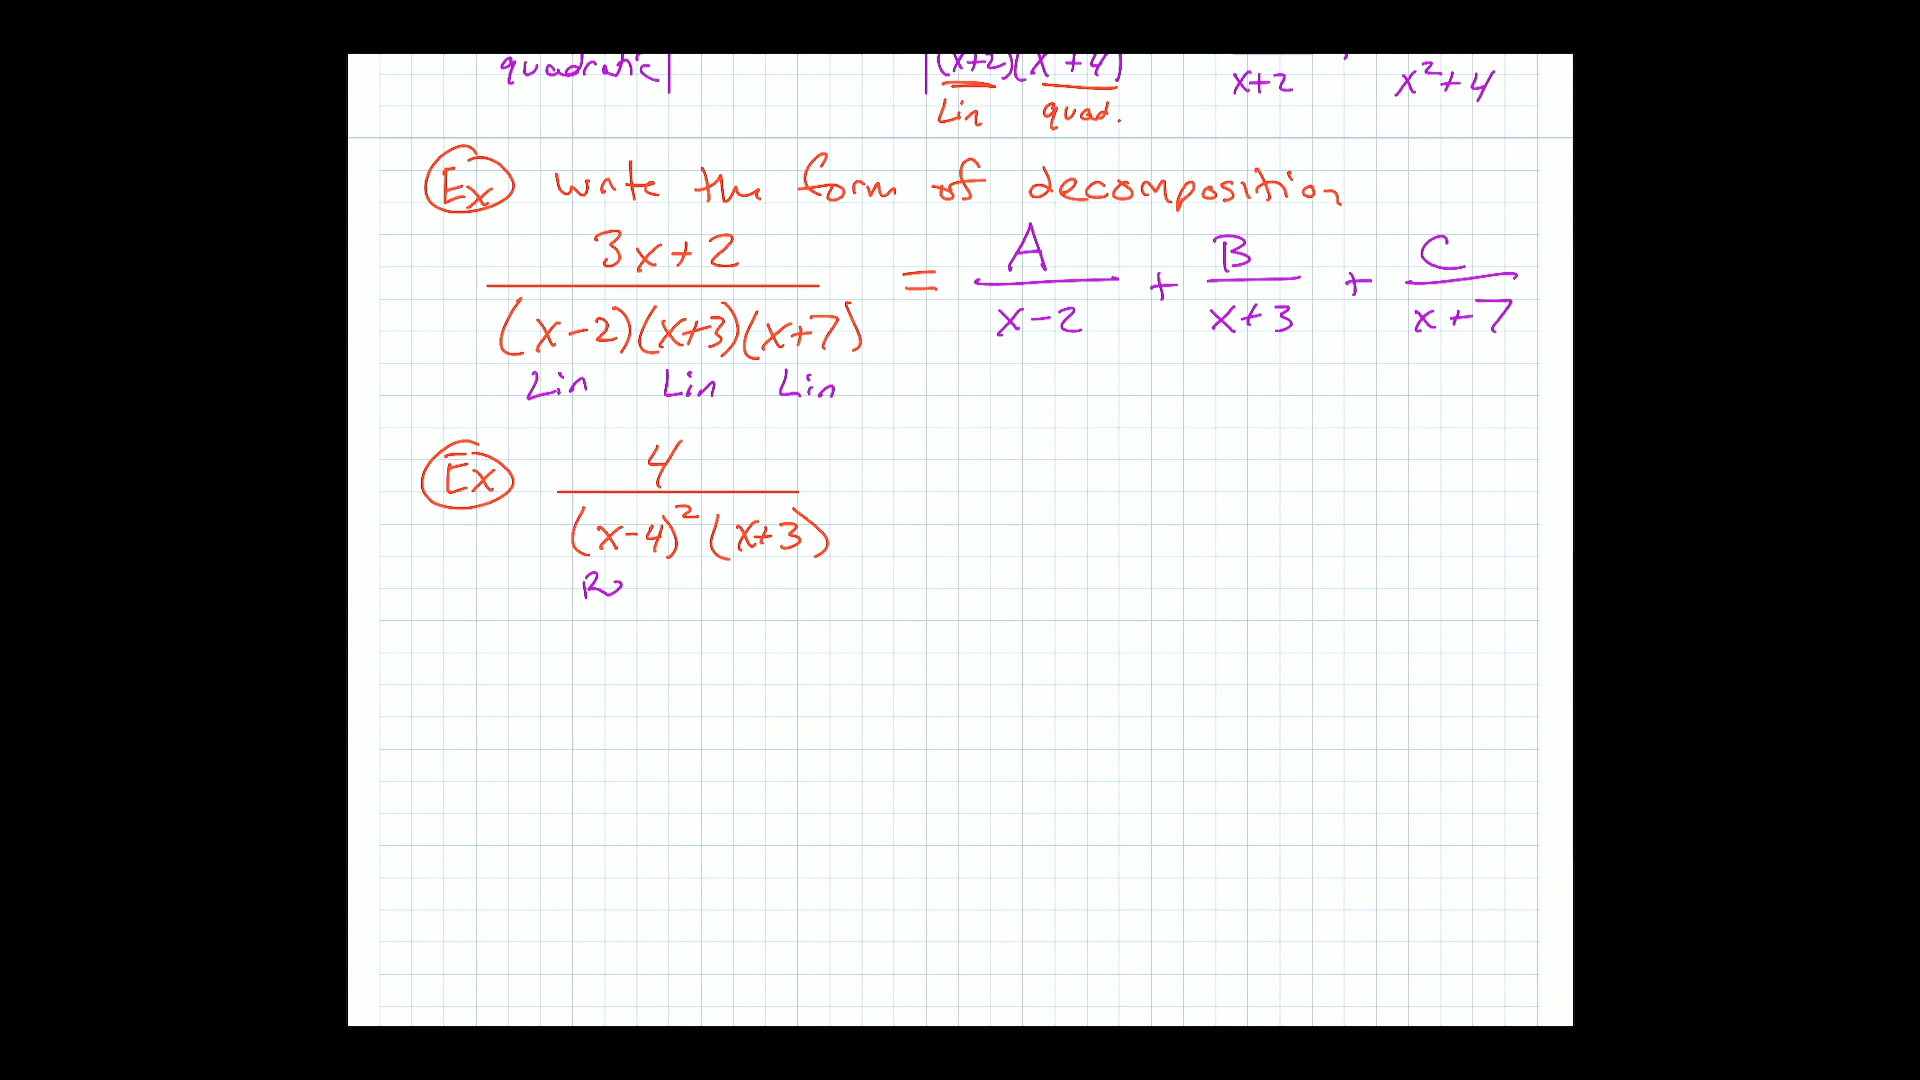 quadratic (x+2)(x +4) x+2 x²+4
Lin quad.
Ex write the form of decomposition
3x+2 = A + B + C
(x-2)(x+3)(x+7) x-2 x+3 x+7
Lin Lin Lin
Ex 4
(x-4)² (x+3)